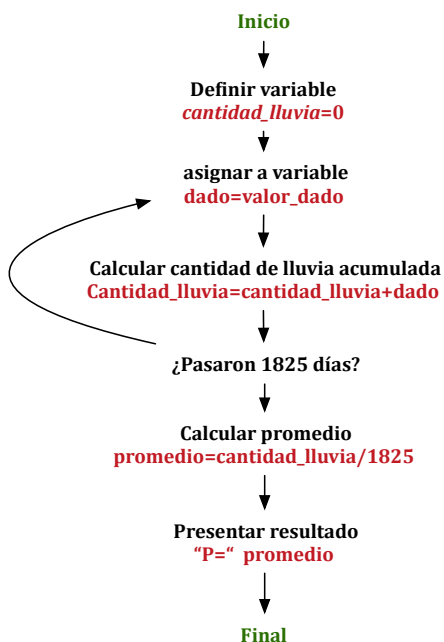 Inicio
Definir variable
cantidad_lluvia=0
asignar a variable
dado=valor_dado
Calcular cantidad de lluvia acumulada
Cantidad_lluvia=cantidad_lluvia+dado
¿Pasaron 1825 días?
Calcular promedio
promedio=cantidad_lluvia/1825
Presentar resultado
“P=“ promedio
Final